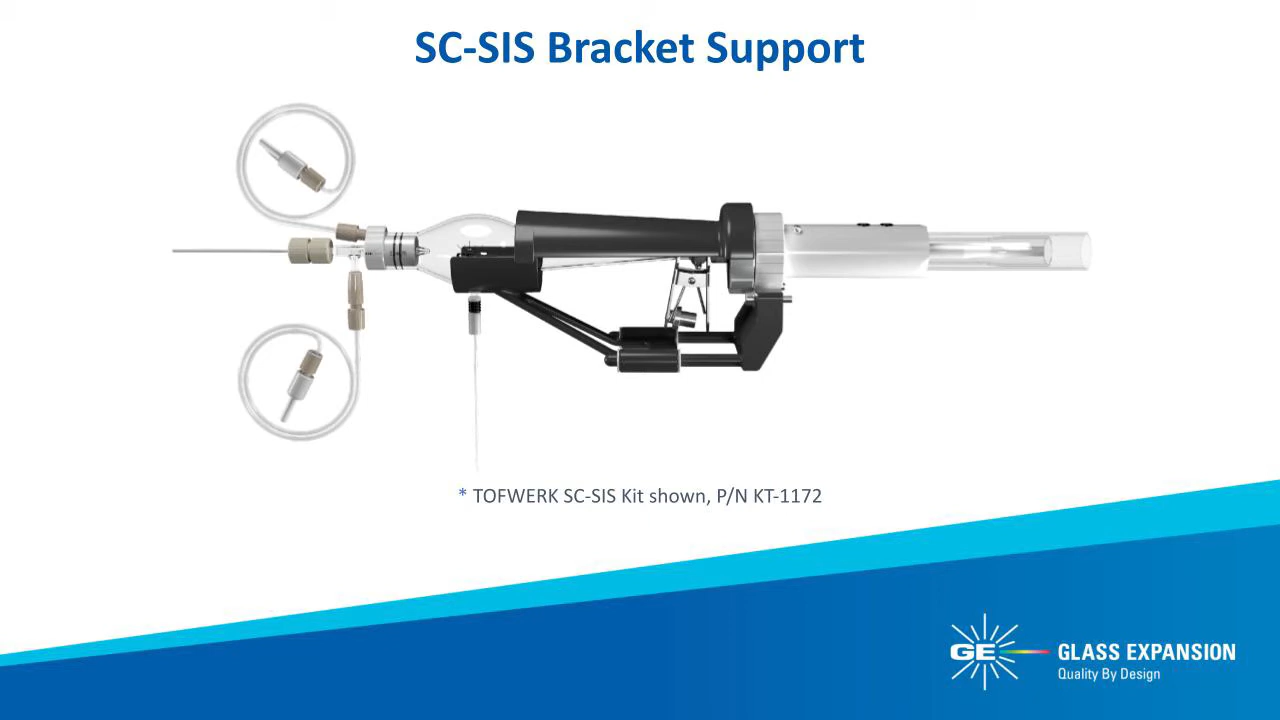 SC-SIS Bracket Support
* TOFWERK SC-SIS Kit shown, P/N KT-1172
GE
GLASS EXPANSION
Quality By Design